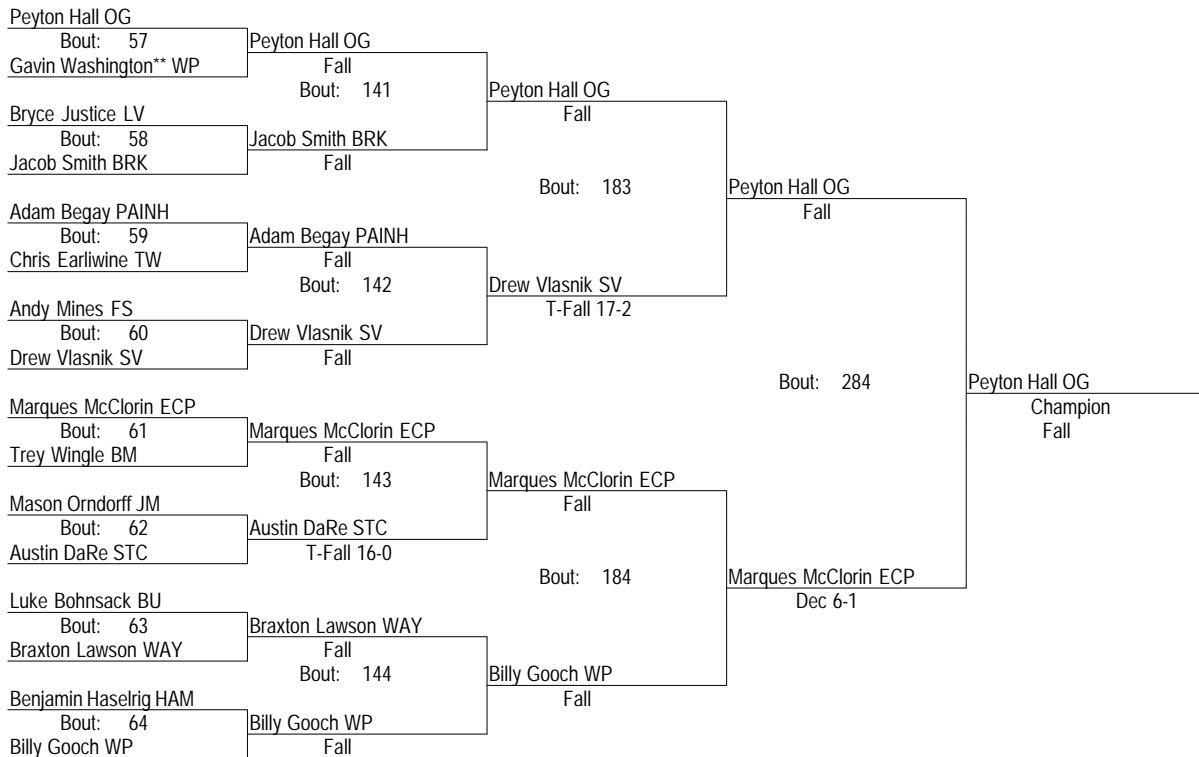 Peyton Hall OG
Bout: 57
Gavin Washington** WP
Bryce Justice LV
Bout: 58
Jacob Smith BRK
Adam Begay PAINH
Bout: 59
Chris Earliwine TW
Andy Mines FS
Bout: 60
Drew Vlasnik SV
Marques McClorin ECP
Bout: 61
Trey Wingle BM
Mason Orndorff JM
Bout: 62
Austin DaRe STC
Luke Bohnsack BU
Bout: 63
Braxton Lawson WAY
Benjamin Haselrig HAM
Bout: 64
Billy Gooch WP
Peyton Hall OG
Fall
Bout: 141
Jacob Smith BRK
Fall
Adam Begay PAINH
Fall
Bout: 142
Drew Vlasnik SV
Fall
Marques McClorin ECP
Fall
Bout: 143
Austin DaRe STC
T-Fall 16-0
Braxton Lawson WAY
Fall
Bout: 144
Billy Gooch WP
Fall
Peyton Hall OG
Fall
Bout: 183
Drew Vlasnik SV
T-Fall 17-2
Marques McClorin ECP
Fall
Bout: 184
Billy Gooch WP
Fall
Peyton Hall OG
Fall
Bout: 284
Marques McClorin ECP
Dec 6-1
Peyton Hall OG
Champion
Fall